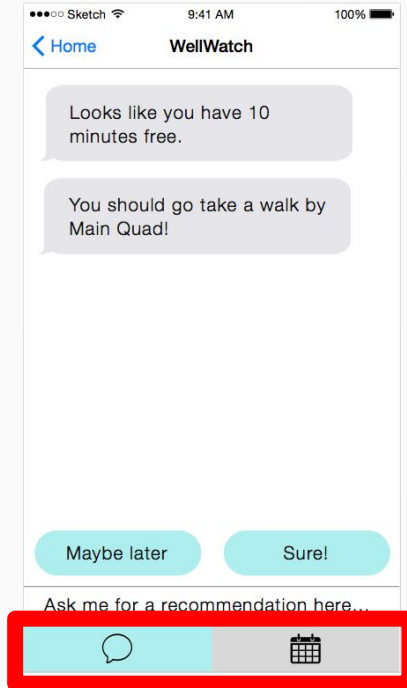 Sketch 9:41 AM 100%
Home WellWatch
Looks like you have 10
minutes free.
You should go take a walk by
Main Quad!
Maybe later Sure!
Ask me for a recommendation here...